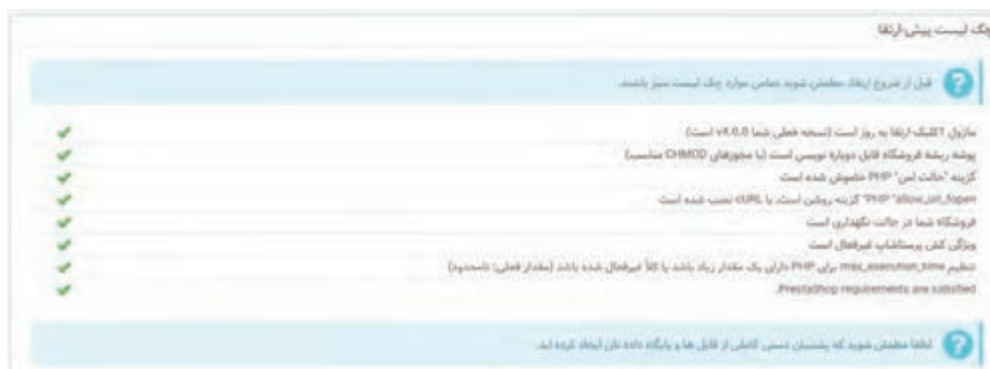 چک لیست پیش-ارتقا
قبل از شروع ارتقا، مطمئن شوید تمامی موارد چک لیست سبز باشند.
ماژول 1کلیک-ارتقا به روز است (نسخه فعلی شما v4.0.0 است)
پوشه ریشه فروشگاه قابل دوباره نویسی است (با مجوزهای CHMOD مناسب)
گزینه "حالت امن" PHP خاموش شده است
PHP "allow_url_fopen" گزینه روشن است، یا cURL نصب شده است
فروشگاه شما در حالت نگهداری است
ویژگی کش پرستاشاپ غیرفعال است
تنظیم max_execution_time برای PHP دارای یک مقدار زیاد باشد یا کلاً غیرفعال شده باشد (مقدار فعلی: نامحدود)
PrestaShop requirements are satisfied.
لطفا مطمئن شوید که پشتیبان دستی کاملی از فایل ها و پایگاه داده تان ایجاد کرده اید.